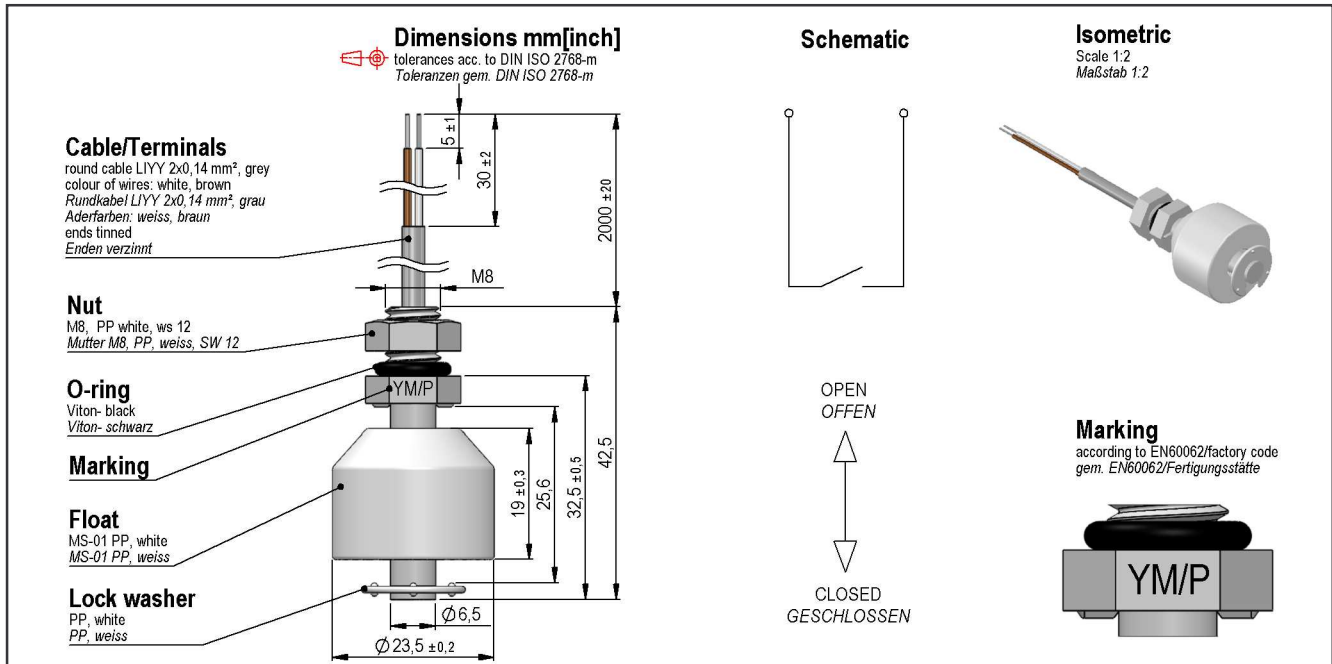 Dimensions mm[inch]
tolerances acc. to DIN ISO 2768-m
Toleranzen gem. DIN ISO 2768-m
Schematic
Isometric
Scale 1:2
Maßstab 1:2
Cable/Terminals
round cable LIYY 2x0,14 mm², grey
colour of wires: white, brown
Rundkabel LIYY 2x0,14 mm², grau
Aderfarben: weiss, braun
ends tinned
Enden verzinnt
5 ±1
30 ±2
2000 ±20
M8
Nut
M8, PP white, ws 12
Mutter M8, PP, weiss, SW 12
O-ring
Viton- black
Viton- schwarz
YM/P
Marking
Float
MS-01 PP, white
MS-01 PP, weiss
Lock washer
PP, white
PP, weiss
19 ±0,3
25,6
32,5 ±0,5
42,5
Ø6,5
Ø23,5 ±0,2
OPEN
OFFEN
CLOSED
GESCHLOSSEN
Marking
according to EN60062/factory code
gem. EN60062/Fertigungsstätte
YM/P